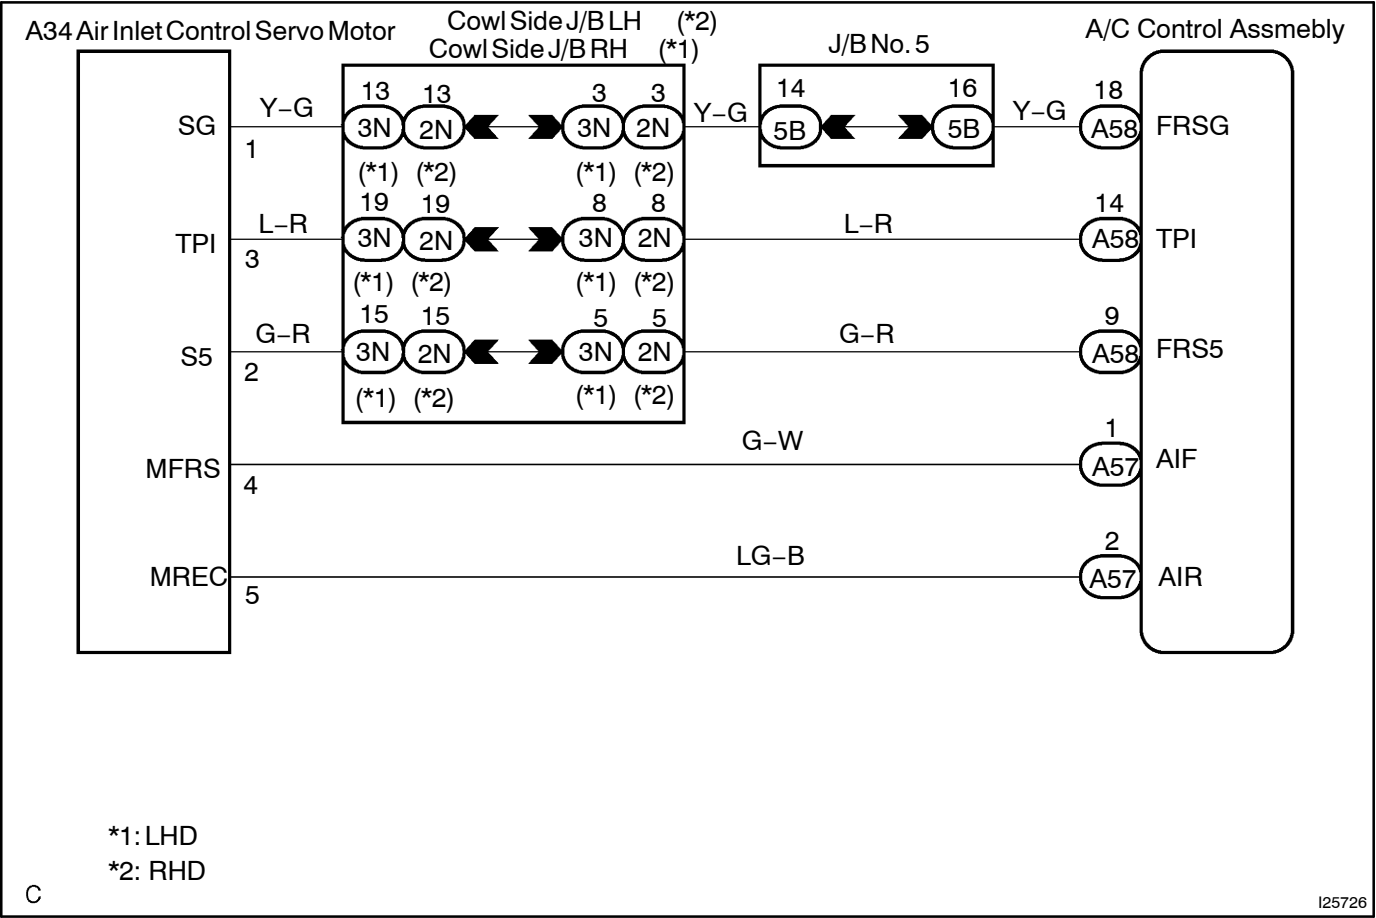 A34 Air Inlet Control Servo Motor
Cowl Side J/B LH (*2)
Cowl Side J/B RH (*1)
J/B No. 5
A/C Control Assmebly
SG
1
Y–G
13 13 3 3
3N 2N 3N 2N
(*1) (*2) (*1) (*2)
Y–G
14 16
5B 5B
Y–G
18
A58
FRSG
TPI
3
L–R
19 19 8 8
3N 2N 3N 2N
(*1) (*2) (*1) (*2)
L–R
14
A58
TPI
S5
2
G–R
15 15 5 5
3N 2N 3N 2N
(*1) (*2) (*1) (*2)
G–R
9
A58
FRS5
MFRS
4
G–W
1
A57
AIF
MREC
5
LG–B
2
A57
AIR
*1: LHD
*2: RHD
C
I25726